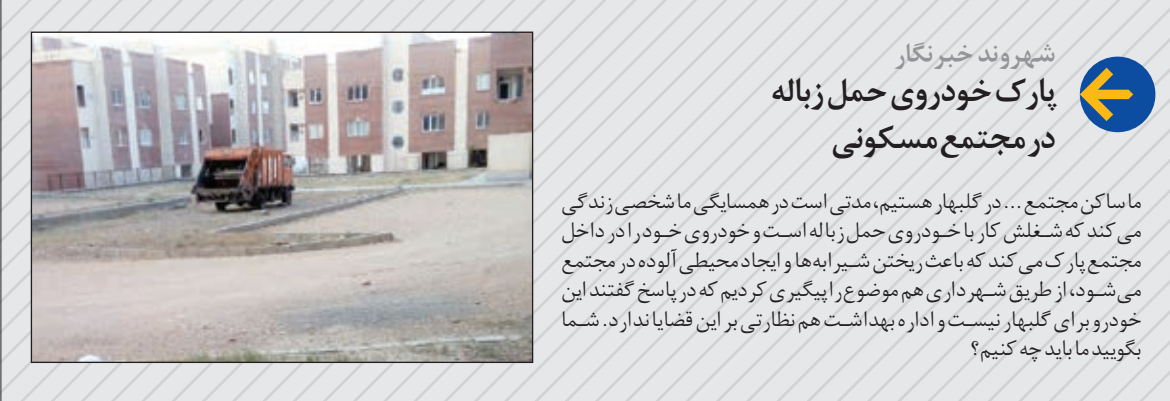 شهروند خبرنگار
پارک خودروی حمل زباله
در مجتمع مسکونی
ما ساکن مجتمع ... در گلبهار هستیم، مدتی است در همسایگی ما شخصی زندگی
می کند که شغلش کار با خودروی حمل زباله است و خودروی خود را در داخل
مجتمع پارک می کند که باعث ریختن شیرابه‌ها و ایجاد محیطی آلوده در مجتمع
می‌شود، از طریق شهرداری هم موضوع را پیگیری کردیم که در پاسخ گفتند این
خودرو برای گلبهار نیست و اداره بهداشت هم نظارتی بر این قضایا ندارد. شما
بگویید ما باید چه کنیم؟